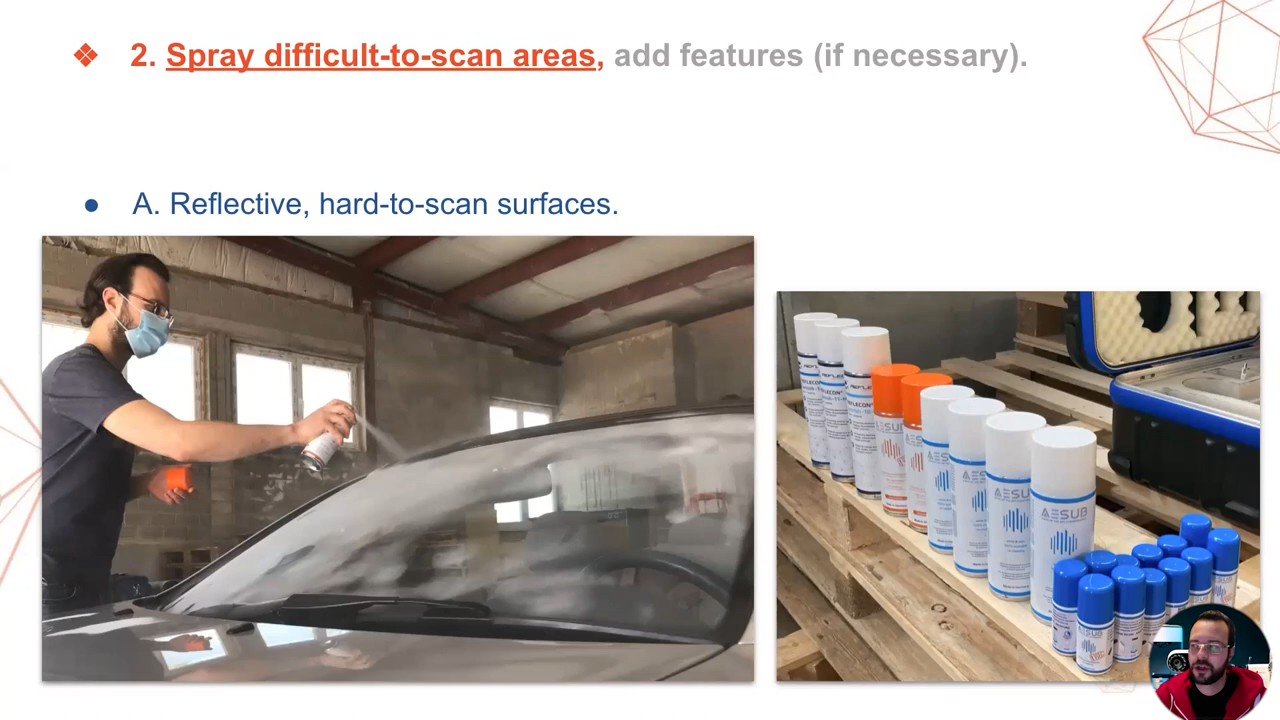 ❖ 2. Spray difficult-to-scan areas, add features (if necessary).
● A. Reflective, hard-to-scan surfaces.
AESUB
AESUB
AESUB